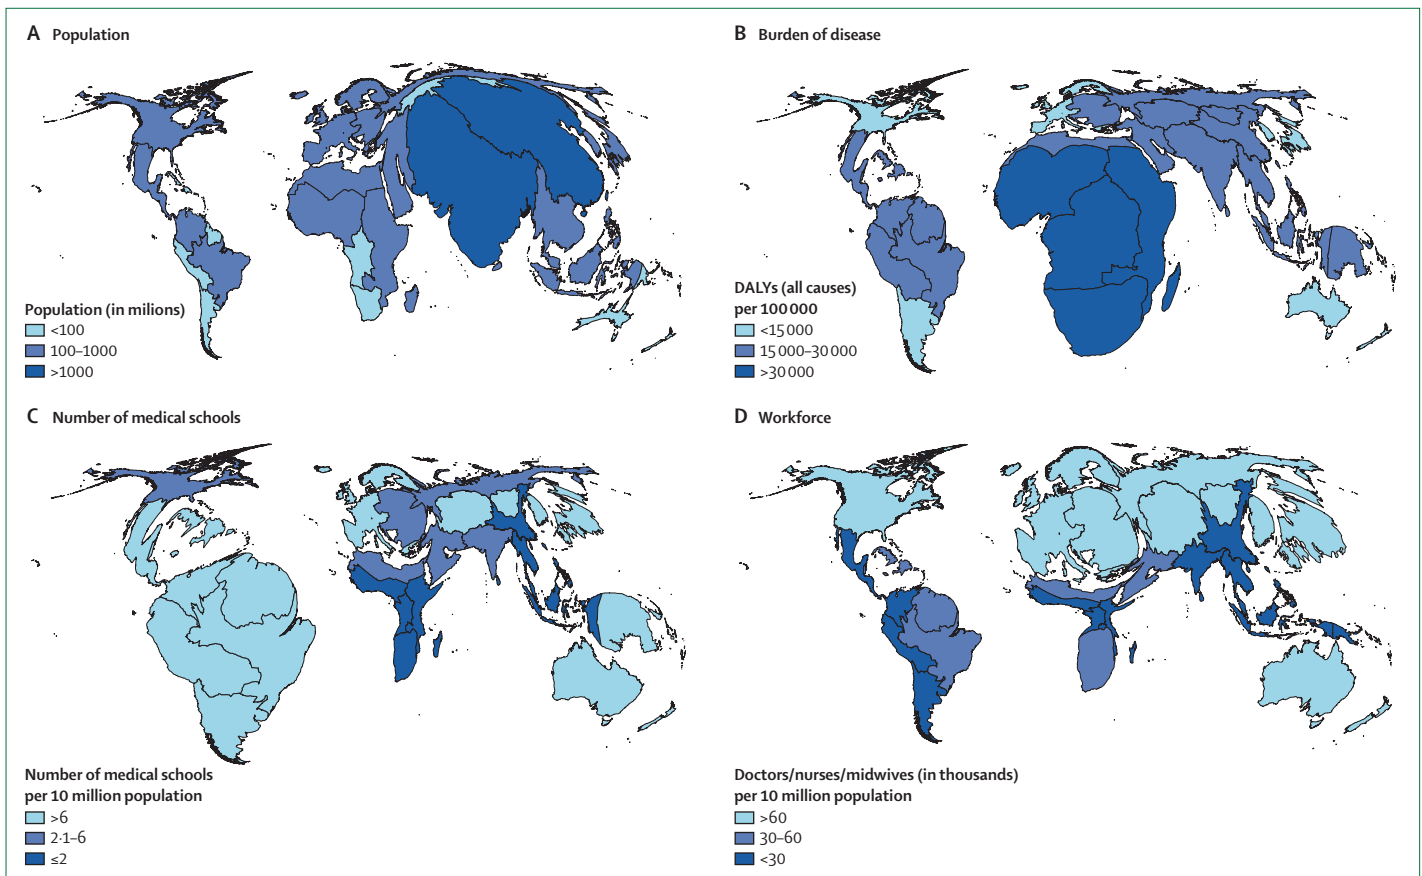 A Population
Population (in milions)
<100
100–1000
>1000
B Burden of disease
DALYs (all causes)
per 100 000
<15 000
15 000–30 000
>30 000
C Number of medical schools
Number of medical schools
per 10 million population
>6
2·1–6
≤2
D Workforce
Doctors/nurses/midwives (in thousands)
per 10 million population
>60
30–60
<30